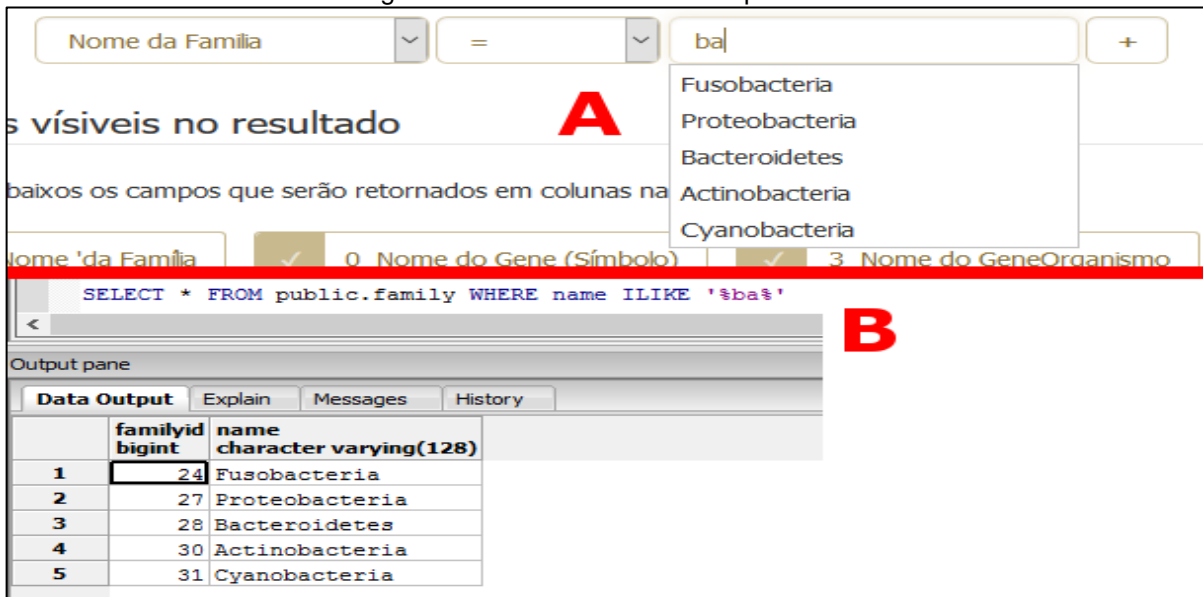 Nome da Família = ba +
Fusobacteria
Proteobacteria
Bacteroidetes
Actinobacteria
Cyanobacteria
A
s vísiveis no resultado
baixos os campos que serão retornados em colunas na
Nome 'da Família ✓ 0 Nome do Gene (Símbolo) ✓ 3 Nome do GeneOrganismo
SELECT * FROM public.family WHERE name ILIKE '%ba%'
B
<
Output pane
Data Output Explain Messages History
familyid name
bigint character varying(128)
1 24 Fusobacteria
2 27 Proteobacteria
3 28 Bacteroidetes
4 30 Actinobacteria
5 31 Cyanobacteria